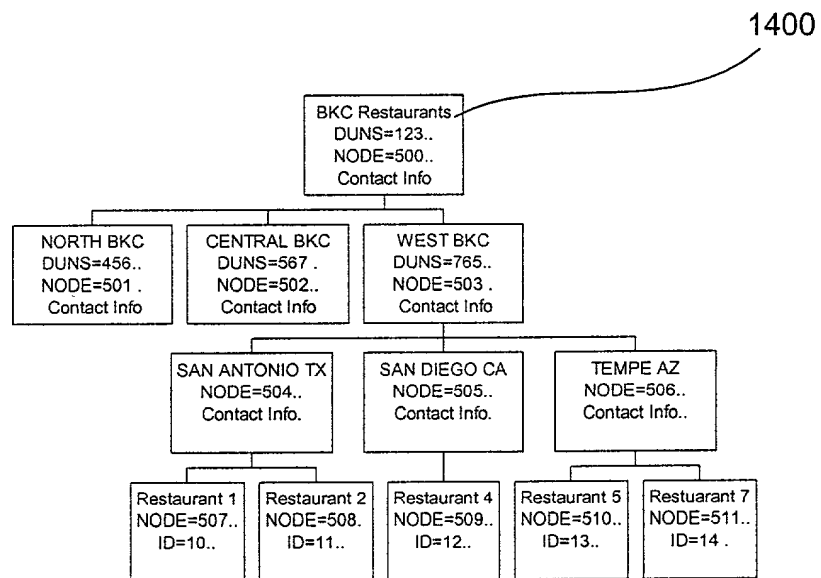 1400
BKC Restaurants
DUNS=123..
NODE=500..
Contact Info
NORTH BKC
DUNS=456..
NODE=501 .
Contact Info
CENTRAL BKC
DUNS=567 .
NODE=502..
Contact Info
WEST BKC
DUNS=765..
NODE=503 .
Contact Info
SAN ANTONIO TX
NODE=504..
Contact Info.
SAN DIEGO CA
NODE=505..
Contact Info.
TEMPE AZ
NODE=506..
Contact Info..
Restaurant 1
NODE=507..
ID=10..
Restaurant 2
NODE=508.
ID=11..
Restaurant 4
NODE=509..
ID=12..
Restaurant 5
NODE=510..
ID=13..
Restuarant 7
NODE=511..
ID=14 .